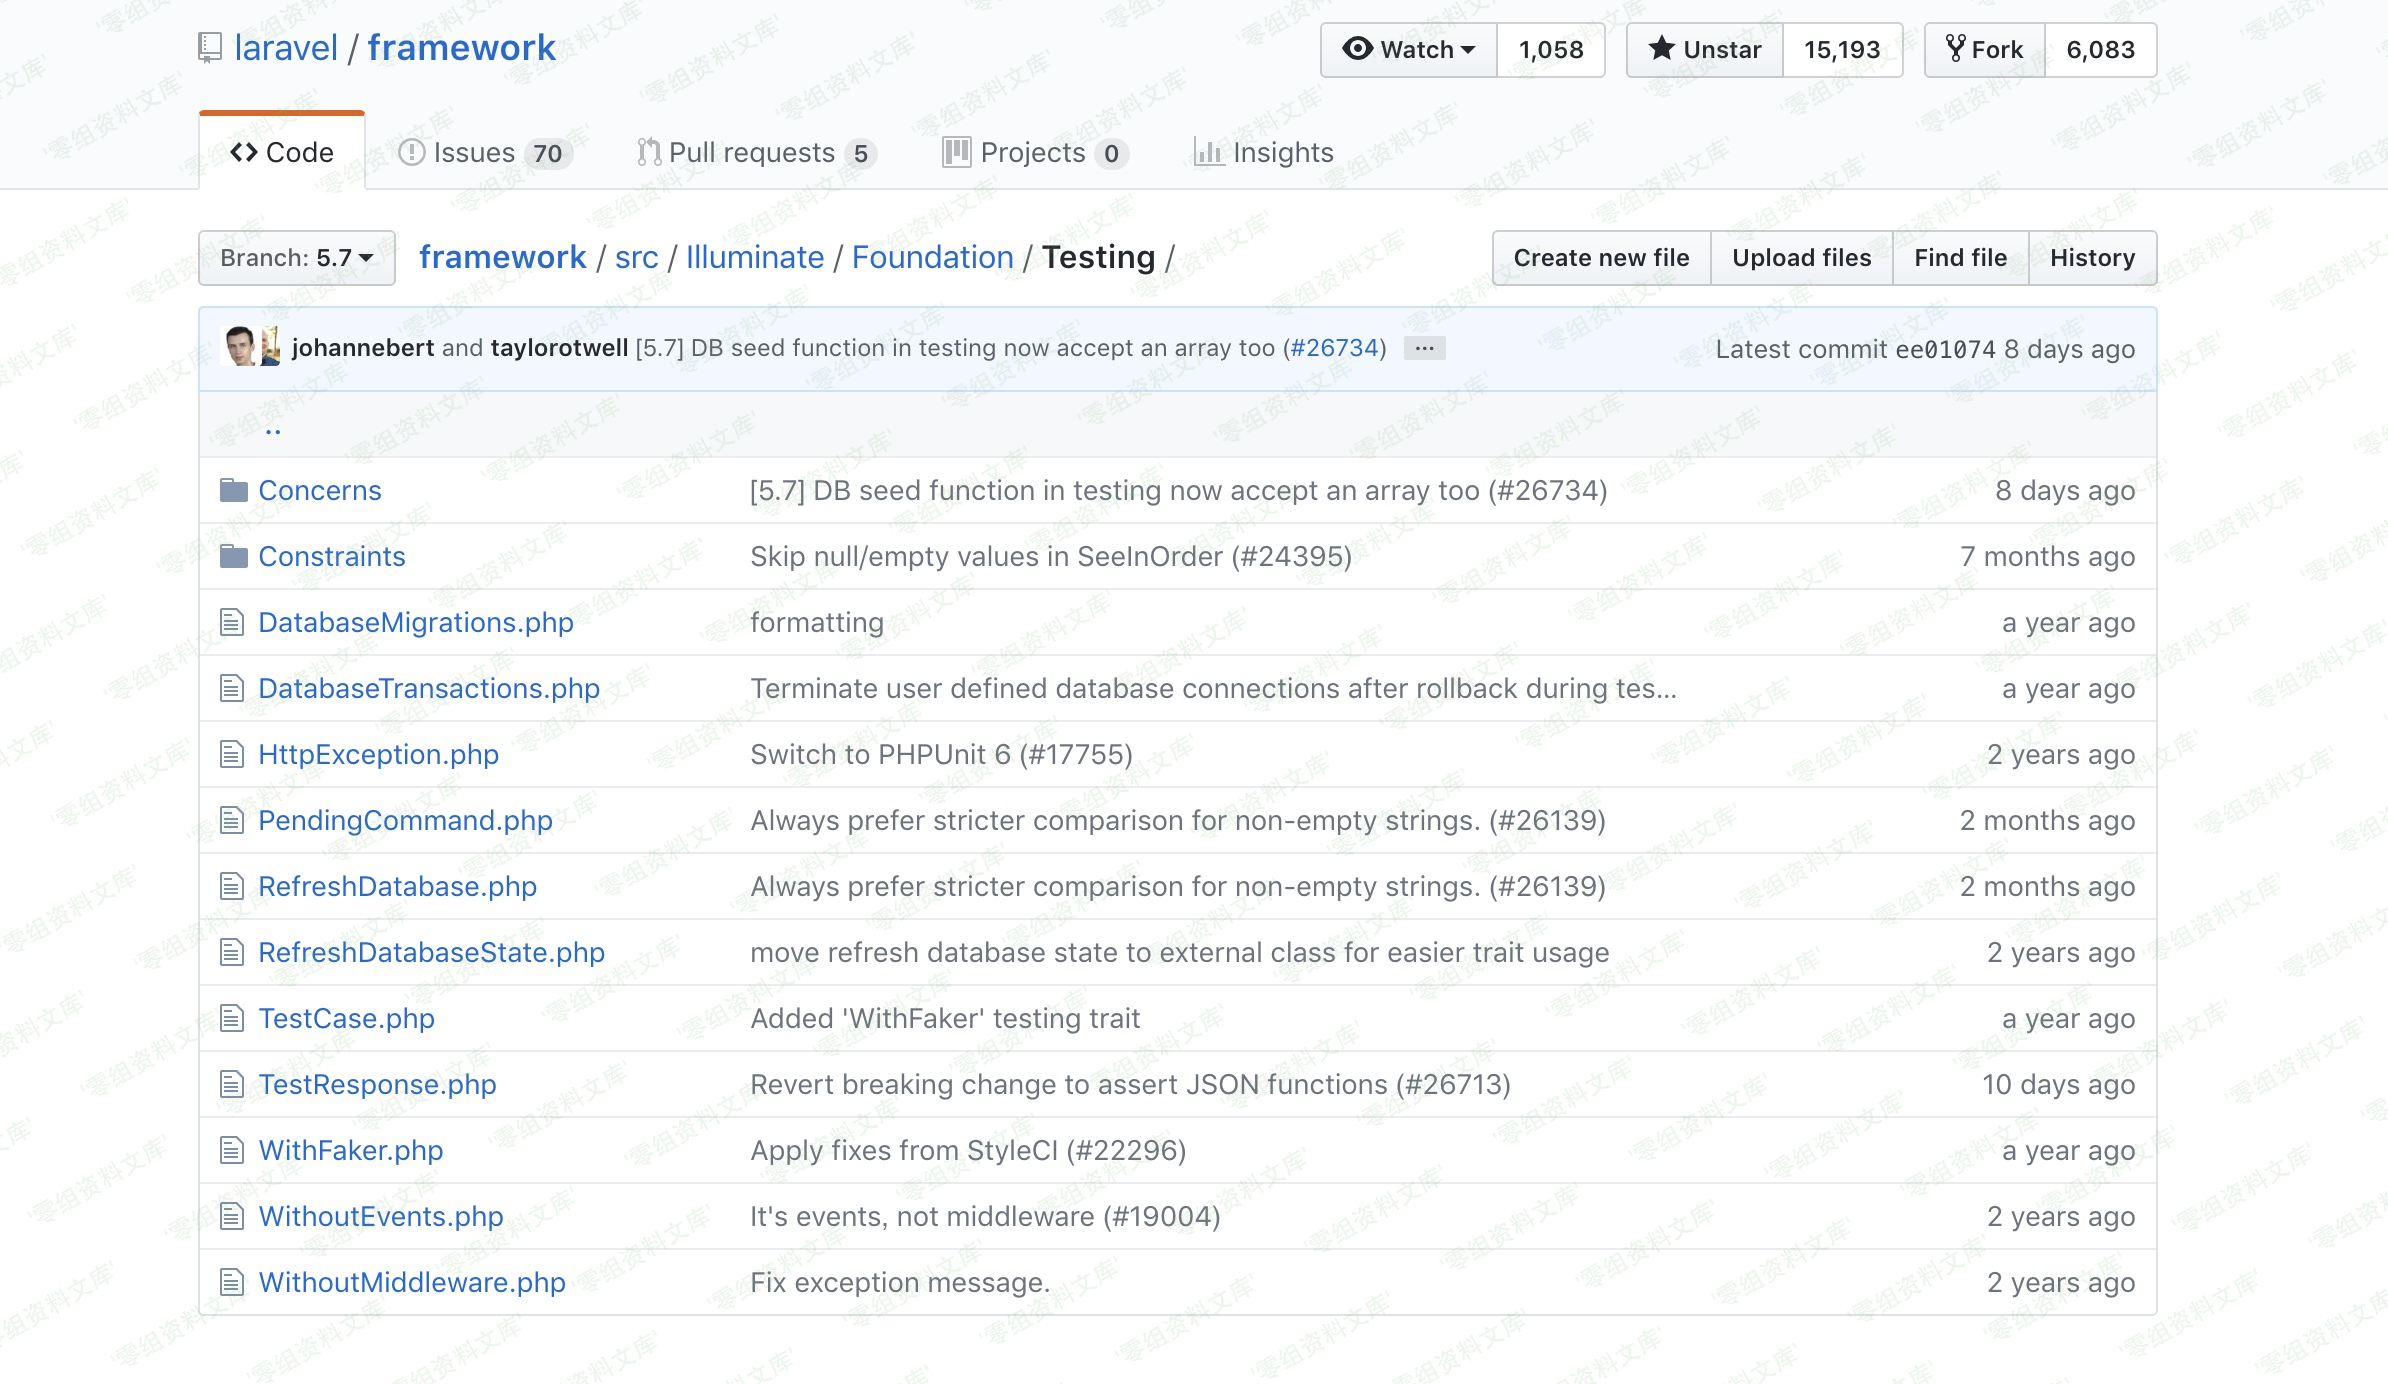 laravel / framework
Watch 1,058 Unstar 15,193 Fork 6,083
Code Issues 70 Pull requests 5 Projects 0 Insights
Branch: 5.7 framework / src / Illuminate / Foundation / Testing / Create new file Upload files Find file History
johannebert and taylorotwell [5.7] DB seed function in testing now accept an array too (#26734) ... Latest commit ee01074 8 days ago
..
Concerns [5.7] DB seed function in testing now accept an array too (#26734) 8 days ago
Constraints Skip null/empty values in SeeInOrder (#24395) 7 months ago
DatabaseMigrations.php formatting a year ago
DatabaseTransactions.php Terminate user defined database connections after rollback during tes... a year ago
HttpException.php Switch to PHPUnit 6 (#17755) 2 years ago
PendingCommand.php Always prefer stricter comparison for non-empty strings. (#26139) 2 months ago
RefreshDatabase.php Always prefer stricter comparison for non-empty strings. (#26139) 2 months ago
RefreshDatabaseState.php move refresh database state to external class for easier trait usage 2 years ago
TestCase.php Added 'WithFaker' testing trait a year ago
TestResponse.php Revert breaking change to assert JSON functions (#26713) 10 days ago
WithFaker.php Apply fixes from StyleCI (#22296) a year ago
WithoutEvents.php It's events, not middleware (#19004) 2 years ago
WithoutMiddleware.php Fix exception message. 2 years ago
'零组资料文库'